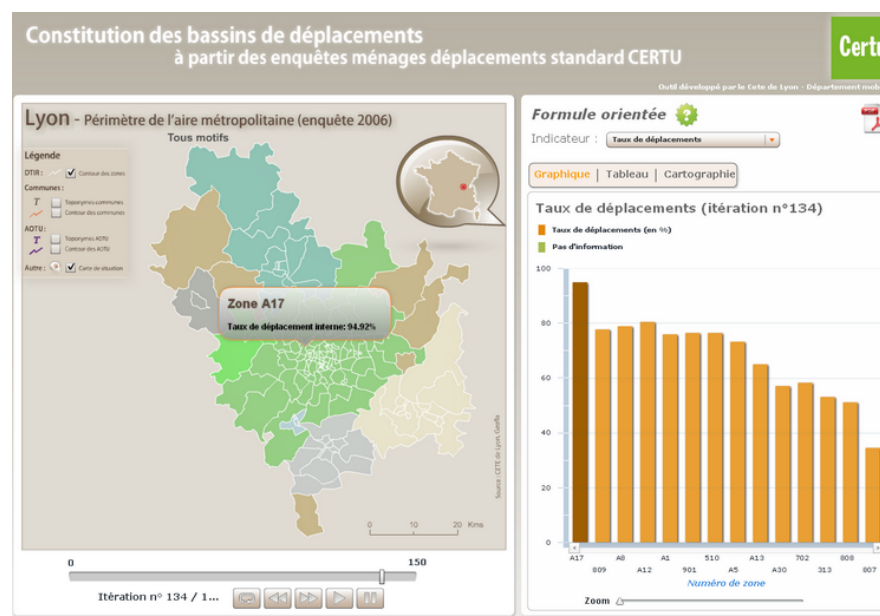 Constitution des bassins de déplacements
à partir des enquêtes ménages déplacements standard CERTU
Certu
Outil développé par le Cete de Lyon - Département mob
Lyon - Périmètre de l'aire métropolitaine (enquête 2006)
Tous motifs
Légende
DTIR :
Contour des zones
Communes :
T
Toponymes communes
Contour des communes
AOTU :
T
Toponymes AOTU
Contour des AOTU
Autre :
Carte de situation
Zone A17
Taux de déplacement interne: 94.92%
Source : CETE de Lyon, Geofla
0 10 20 Kms
0 150
Itération n° 134 / 1...
Formule orientée ?
Indicateur : Taux de déplacements
Graphique | Tableau | Cartographie
Taux de déplacements (itération n°134)
Taux de déplacements (en %)
Pas d'information
100
80
60
40
20
0
A17 A8 A1 510 A13 702 808
809 A12 901 A5 A30 313 807
Numéro de zone
Zoom